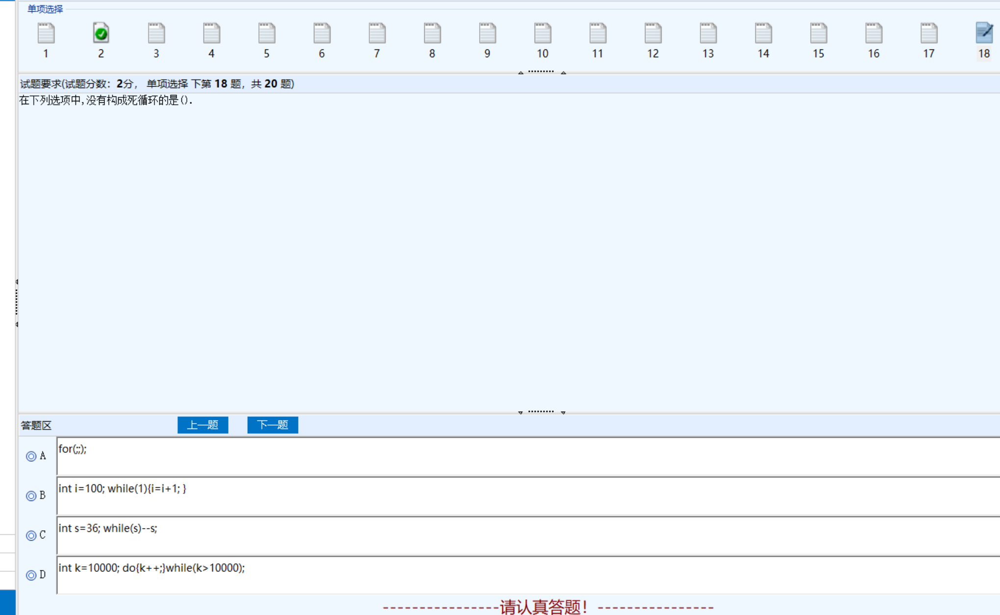 单项选择
1 2 3 4 5 6 7 8 9 10 11 12 13 14 15 16 17 18
试题要求(试题分数：2分， 单项选择 下第 18 题，共 20 题)
在下列选项中,没有构成死循环的是().
答题区 上一题 下一题
A for(;;);
B int i=100; while(1){i=i+1; }
C int s=36; while(s)--s;
D int k=10000; do{k++;}while(k>10000);
----------------请认真答题！----------------